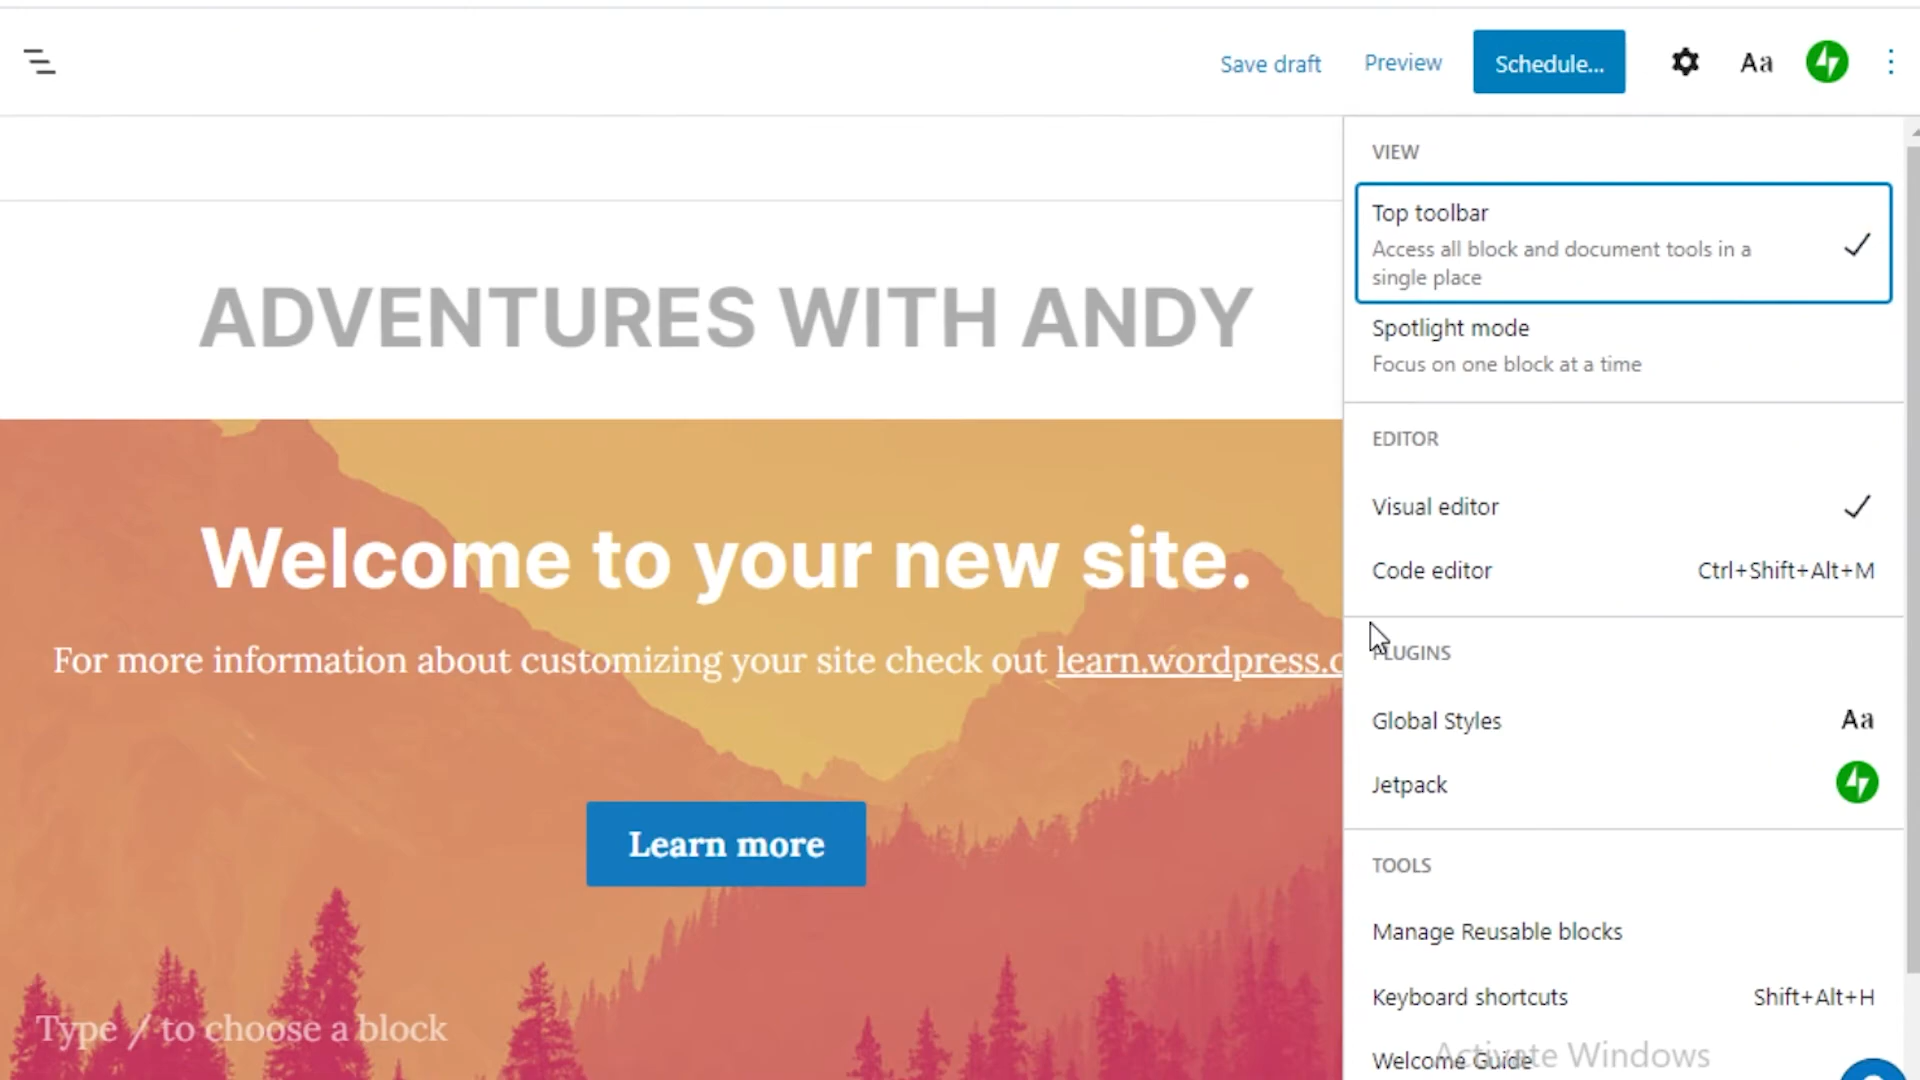 Save draft
Preview
Schedule...
Aa
VIEW
Top toolbar
Access all block and document tools in a
single place
Spotlight mode
Focus on one block at a time
EDITOR
Visual editor
Code editor Ctrl+Shift+Alt+M
PLUGINS
Global Styles Aa
Jetpack
TOOLS
Manage Reusable blocks
Keyboard shortcuts Shift+Alt+H
Welcome Guide
Activate Windows
ADVENTURES WITH ANDY
Welcome to your new site.
For more information about customizing your site check out learn.wordpress.c
Learn more
Type / to choose a block